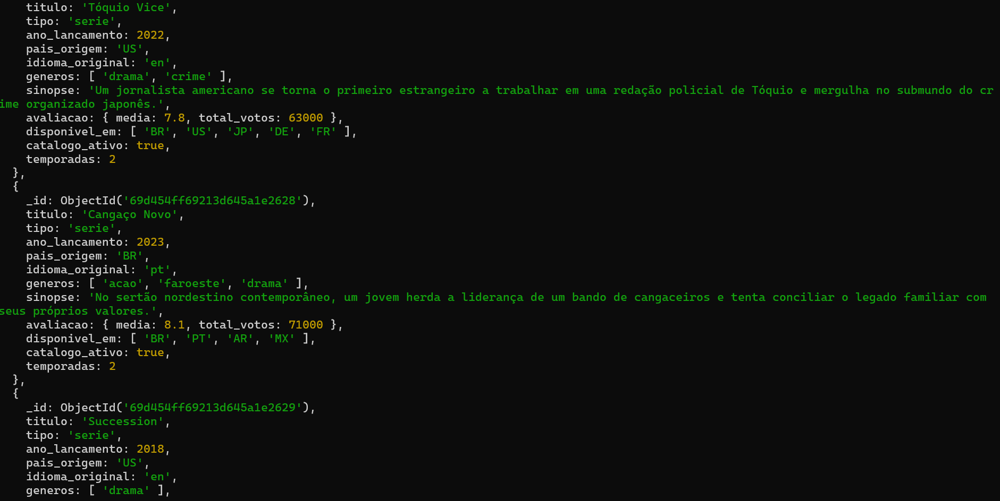 titulo: 'Tóquio Vice',
tipo: 'serie',
ano_lancamento: 2022,
pais_origem: 'US',
idioma_original: 'en',
generos: [ 'drama', 'crime' ],
sinopse: 'Um jornalista americano se torna o primeiro estrangeiro a trabalhar em uma redação policial de Tóquio e mergulha no submundo do cr
ime organizado japonês.',
avaliacao: { media: 7.8, total_votos: 63000 },
disponivel_em: [ 'BR', 'US', 'JP', 'DE', 'FR' ],
catalogo_ativo: true,
temporadas: 2
},
{
_id: ObjectId('69d454ff69213d645a1e2628'),
titulo: 'Cangaço Novo',
tipo: 'serie',
ano_lancamento: 2023,
pais_origem: 'BR',
idioma_original: 'pt',
generos: [ 'acao', 'faroeste', 'drama' ],
sinopse: 'No sertão nordestino contemporâneo, um jovem herda a liderança de um bando de cangaceiros e tenta conciliar o legado familiar com
seus próprios valores.',
avaliacao: { media: 8.1, total_votos: 71000 },
disponivel_em: [ 'BR', 'PT', 'AR', 'MX' ],
catalogo_ativo: true,
temporadas: 2
},
{
_id: ObjectId('69d454ff69213d645a1e2629'),
titulo: 'Succession',
tipo: 'serie',
ano_lancamento: 2018,
pais_origem: 'US',
idioma_original: 'en',
generos: [ 'drama' ],